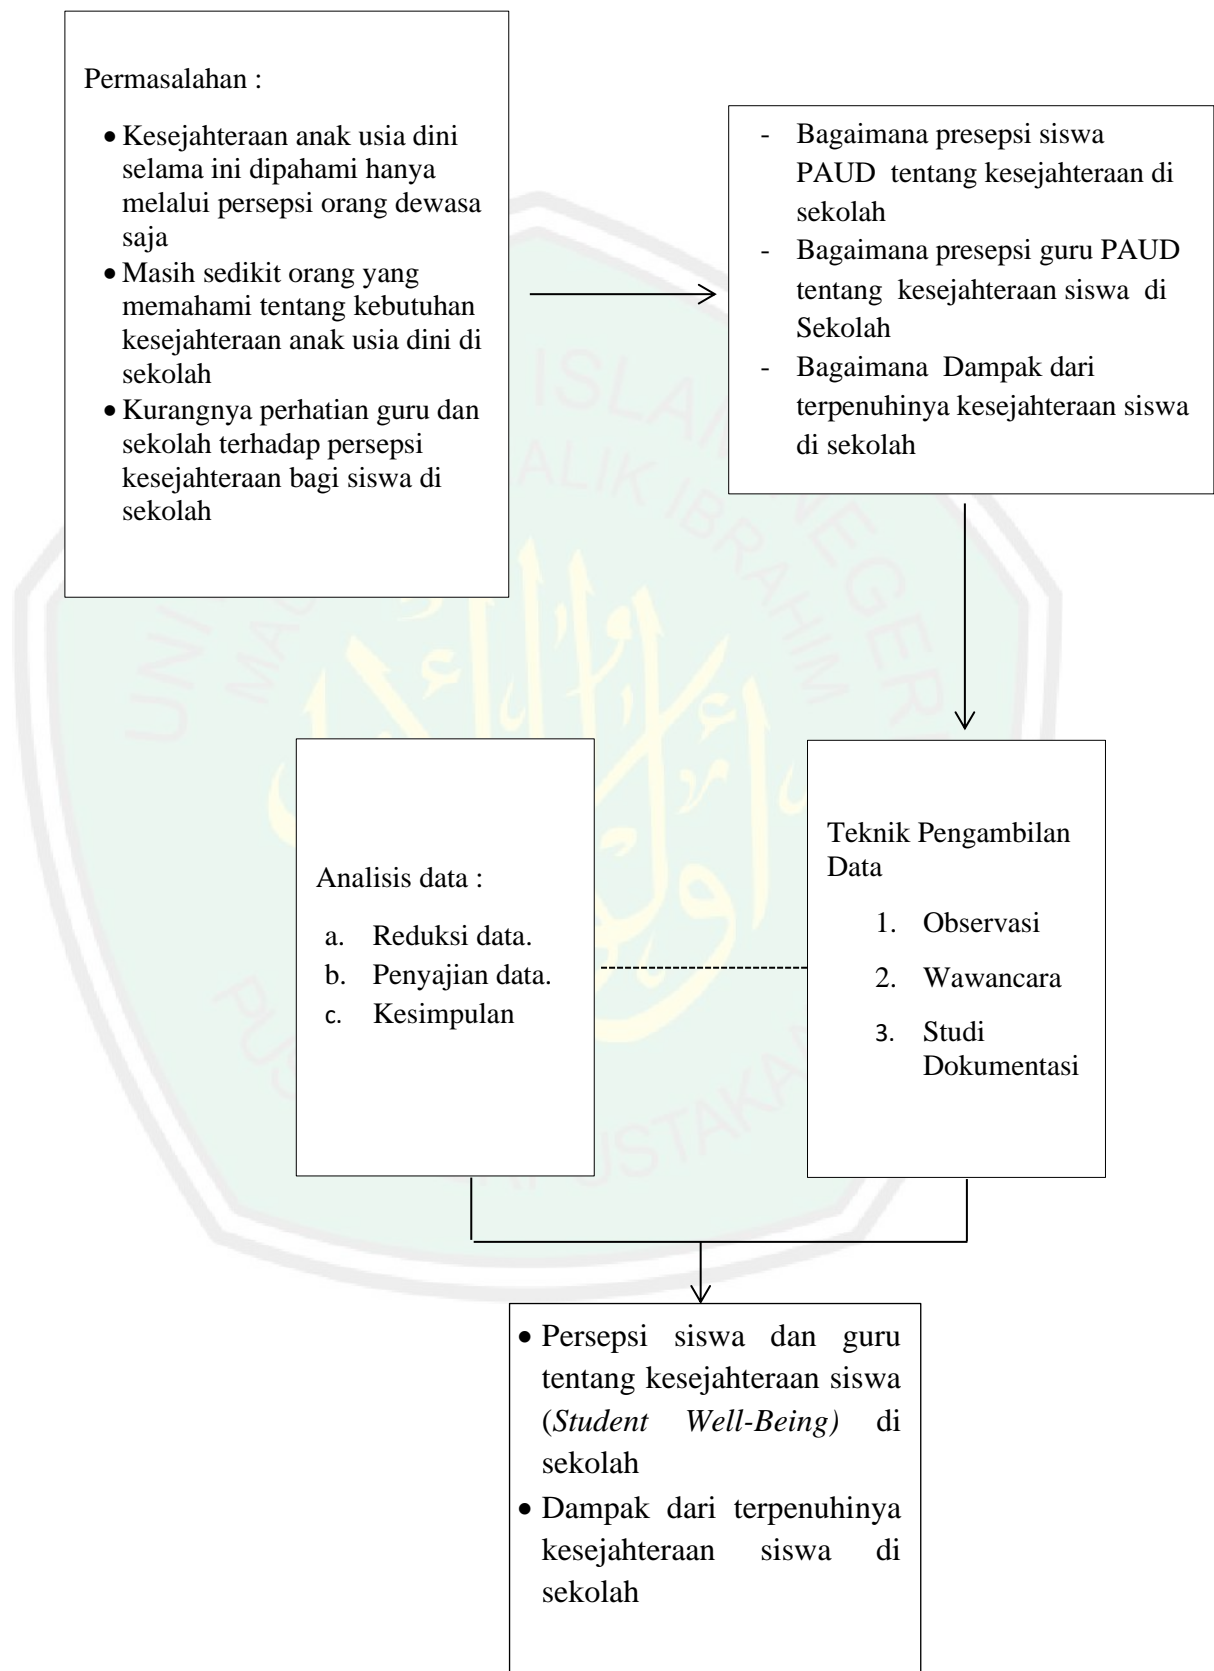 Permasalahan :
• Kesejahteraan anak usia dini
selama ini dipahami hanya
melalui persepsi orang dewasa
saja
• Masih sedikit orang yang
memahami tentang kebutuhan
kesejahteraan anak usia dini di
sekolah
• Kurangnya perhatian guru dan
sekolah terhadap persepsi
kesejahteraan bagi siswa di
sekolah
- Bagaimana presepsi siswa
PAUD tentang kesejahteraan di
sekolah
- Bagaimana presepsi guru PAUD
tentang kesejahteraan siswa di
Sekolah
- Bagaimana Dampak dari
terpenuhinya kesejahteraan siswa
di sekolah
Analisis data :
a. Reduksi data.
b. Penyajian data.
c. Kesimpulan
Teknik Pengambilan
Data
1. Observasi
2. Wawancara
3. Studi
Dokumentasi
• Persepsi siswa dan guru
tentang kesejahteraan siswa
(Student Well-Being) di
sekolah
• Dampak dari terpenuhinya
kesejahteraan siswa di
sekolah
ISLAM NEGERI
MALIK IBRAHIM